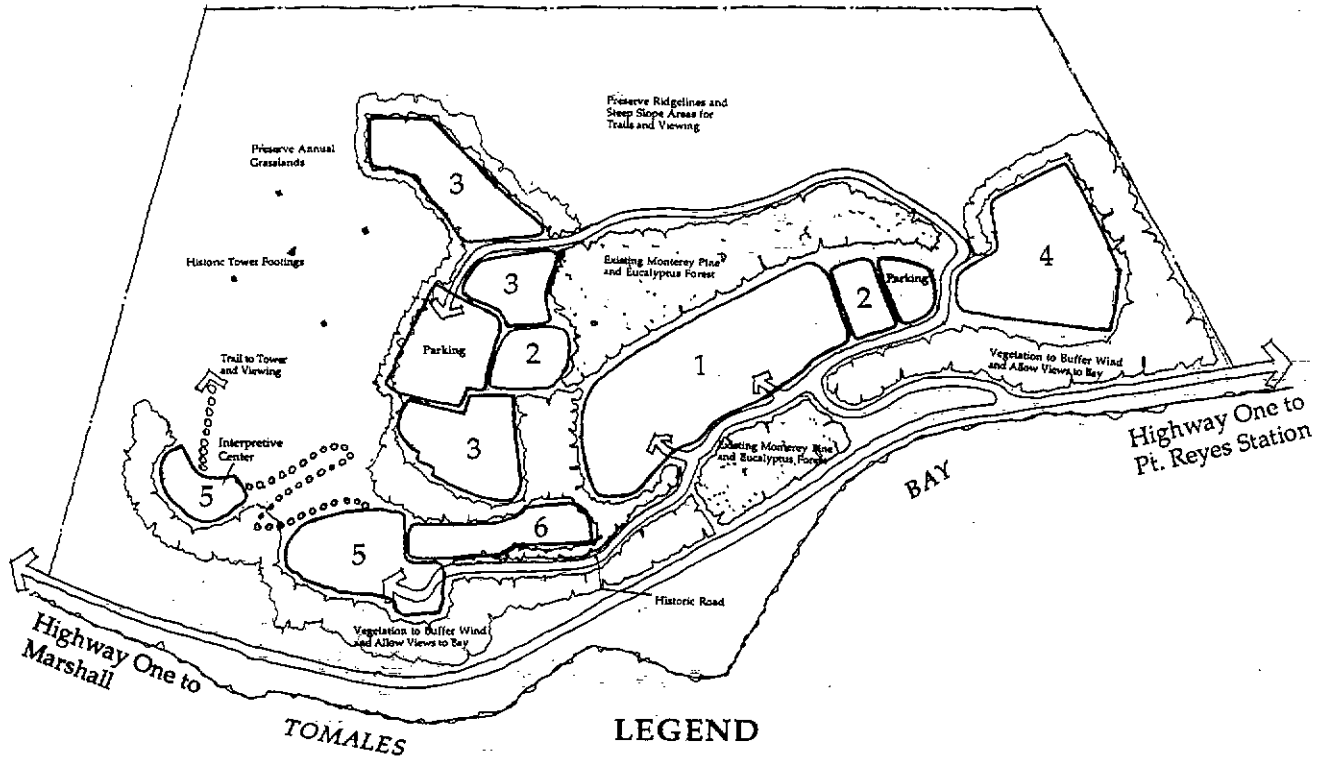 Preserve Ridgelines and
Steep Slope Areas for
Trails and Viewing
Preserve Annual
Grasslands
3
4
Historic Tower Footings
Existing Monterey Pine
and Eucalyptus Forest
3
2
Parking
Parking
2
1
Trail to Tower
and Viewing
Vegetation to Buffer Wind
and Allow Views to Bay
3
Interpretive
Center
5
Existing Monterey Pine
and Eucalyptus Forest
Highway One to
Pt. Reyes Station
BAY
6
5
Historic Road
Vegetation to Buffer Wind
and Allow Views to Bay
Highway One to
Marshall
TOMALES
LEGEND